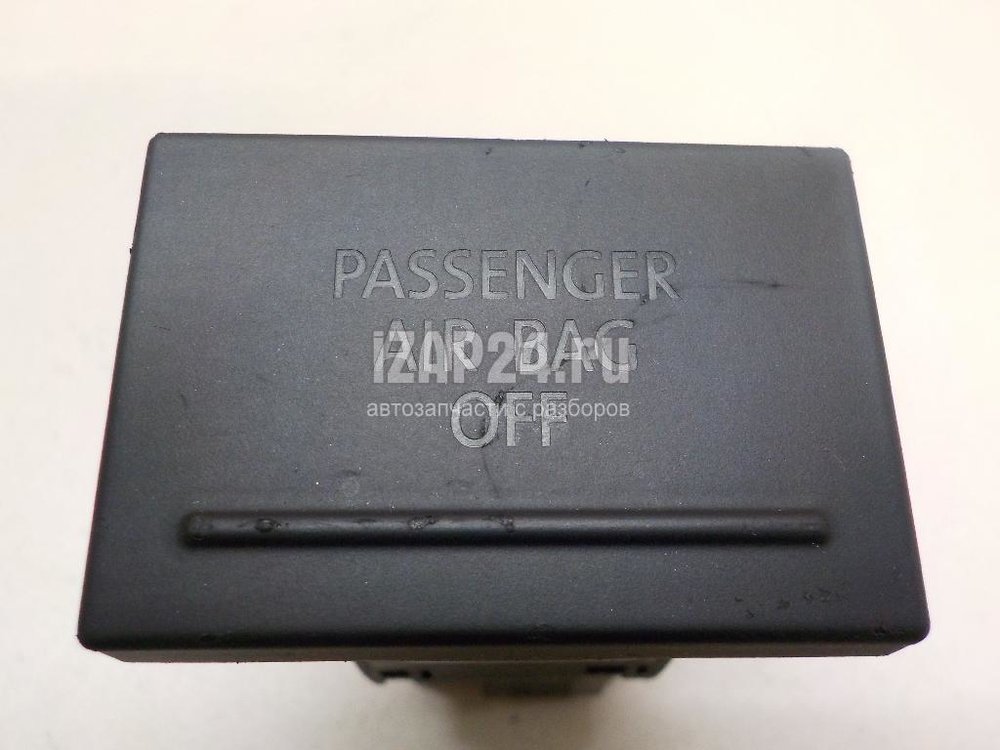 PASSENGER
AIR BAG
iZAP24.ru
автозапчасти с разборов
OFF